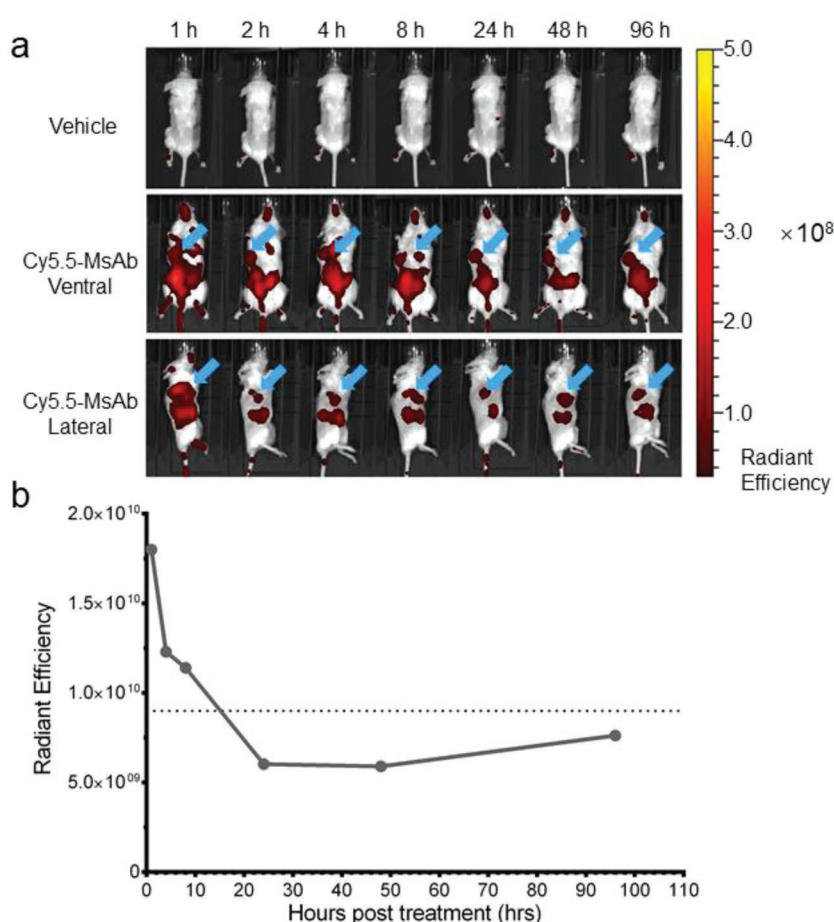 a
1 h 2 h 4 h 8 h 24 h 48 h 96 h
Vehicle
Cy5.5-MsAb
Ventral
Cy5.5-MsAb
Lateral
5.0
4.0
3.0
×10⁸
2.0
1.0
Radiant
Efficiency
b
2.0×10¹⁰
1.5×10¹⁰
1.0×10¹⁰
5.0×10⁰⁹
0
Radiant Efficiency
0 10 20 30 40 50 60 70 80 90 100 110
Hours post treatment (hrs)